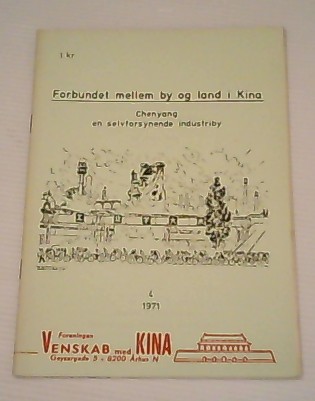 1 kr
Forbundet mellem by og land i Kina
Chenyang
en selvforsynende industriby
4
1971
Foreningen
VENSKAB med KINA
Gøysesgade 5 - 8200 Århus N